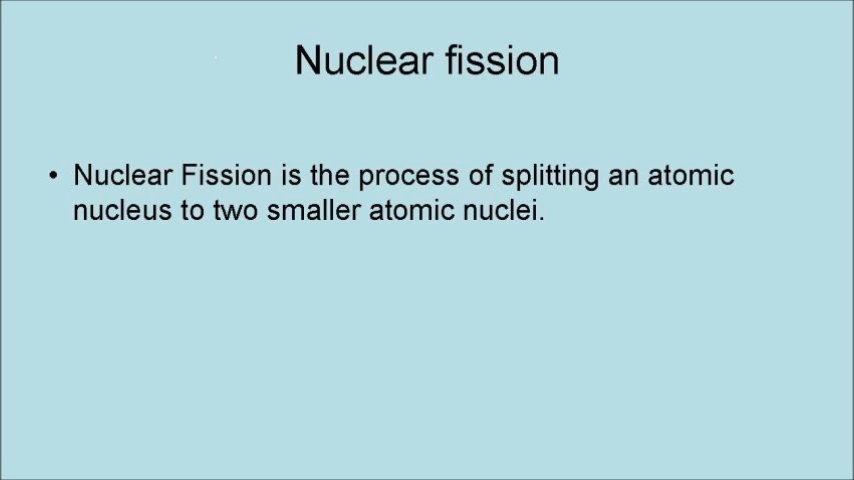 Nuclear fission
• Nuclear Fission is the process of splitting an atomic
nucleus to two smaller atomic nuclei.